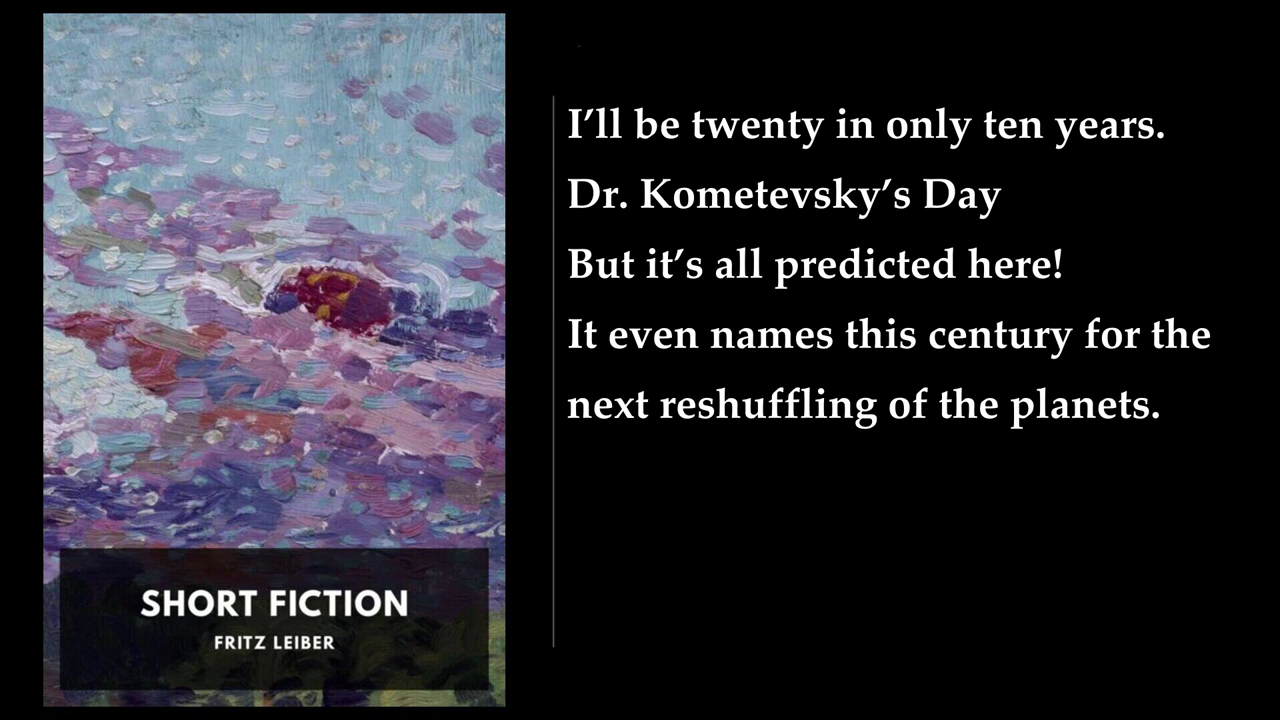 I’ll be twenty in only ten years.
Dr. Kometevsky’s Day
But it’s all predicted here!
It even names this century for the
next reshuffling of the planets.
SHORT FICTION
FRITZ LEIBER